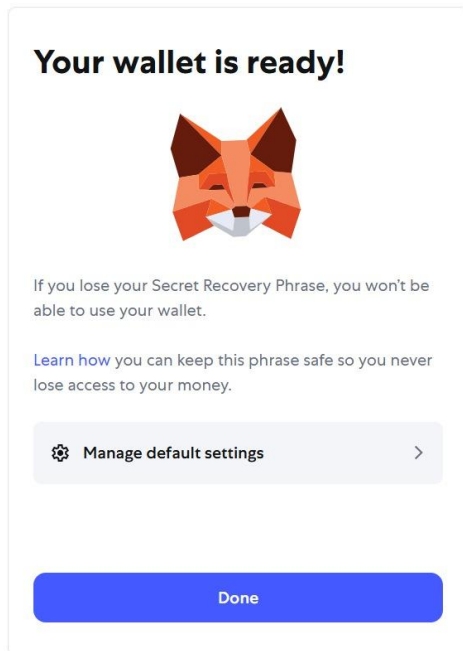 Your wallet is ready!
If you lose your Secret Recovery Phrase, you won't be
able to use your wallet.
Learn how you can keep this phrase safe so you never
lose access to your money.
Manage default settings
Done